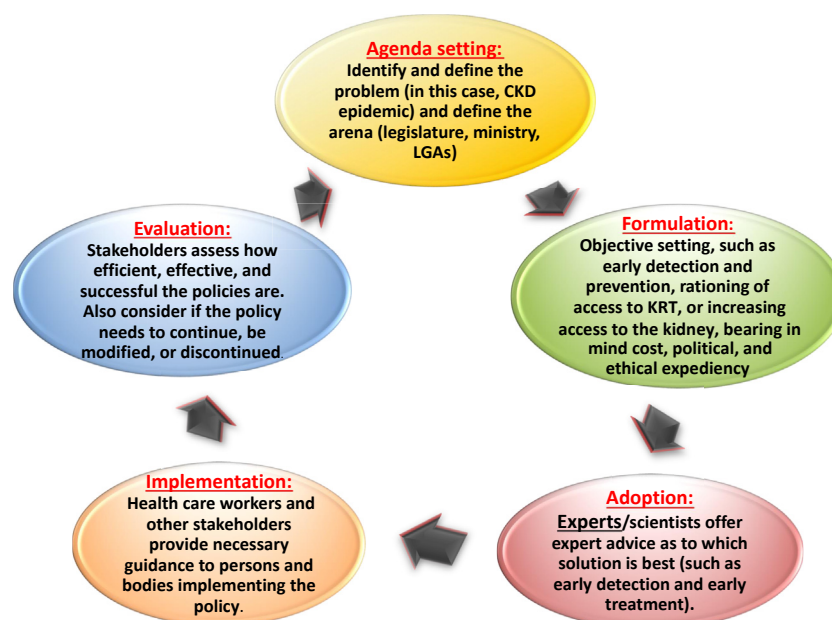 Agenda setting:
Identify and define the
problem (in this case, CKD
epidemic) and define the
arena (legislature, ministry,
LGAs)
Formulation:
Objective setting, such as
early detection and
prevention, rationing of
access to KRT, or increasing
access to the kidney, bearing in
mind cost, political, and
ethical expediency
Adoption:
Experts/scientists offer
expert advice as to which
solution is best (such as
early detection and early
treatment).
Implementation:
Health care workers and
other stakeholders
provide necessary
guidance to persons and
bodies implementing the
policy.
Evaluation:
Stakeholders assess how
efficient, effective, and
successful the policies are.
Also consider if the policy
needs to continue, be
modified, or discontinued.